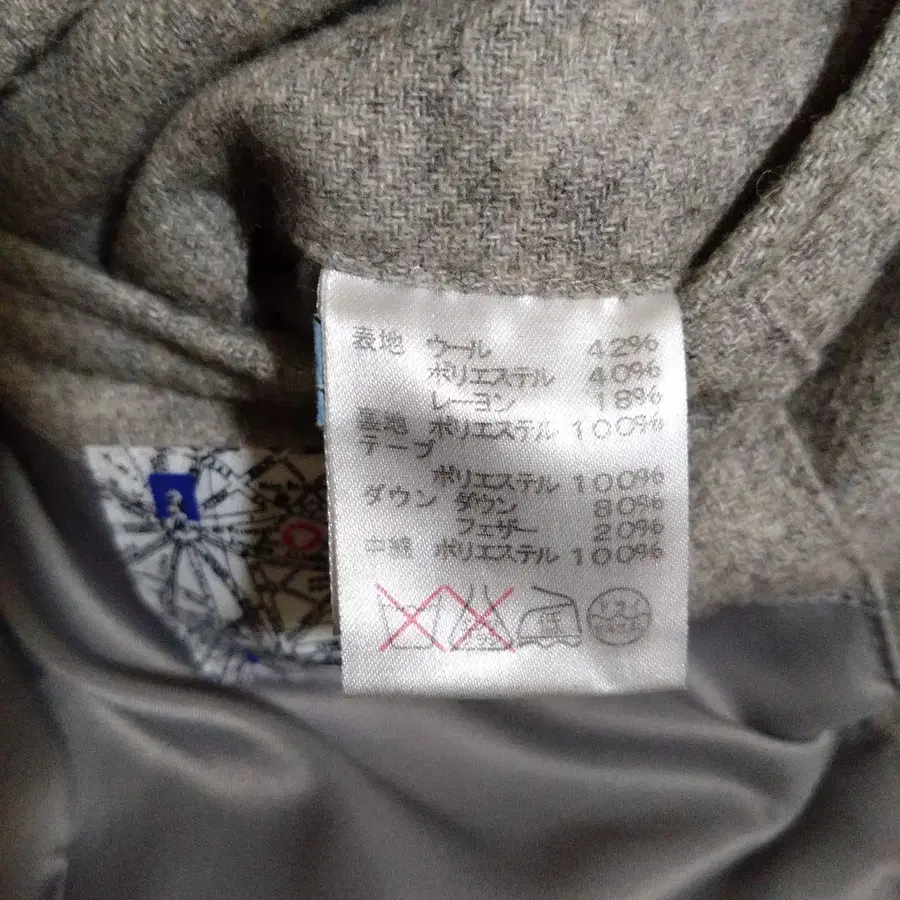 表地 ウール 42%
ポリエステル 40%
レーヨン 18%
裏地 ポリエステル 100%
テープ
ポリエステル 100%
ダウン ダウン 80%
フェザー 20%
中綿 ポリエステル 100%